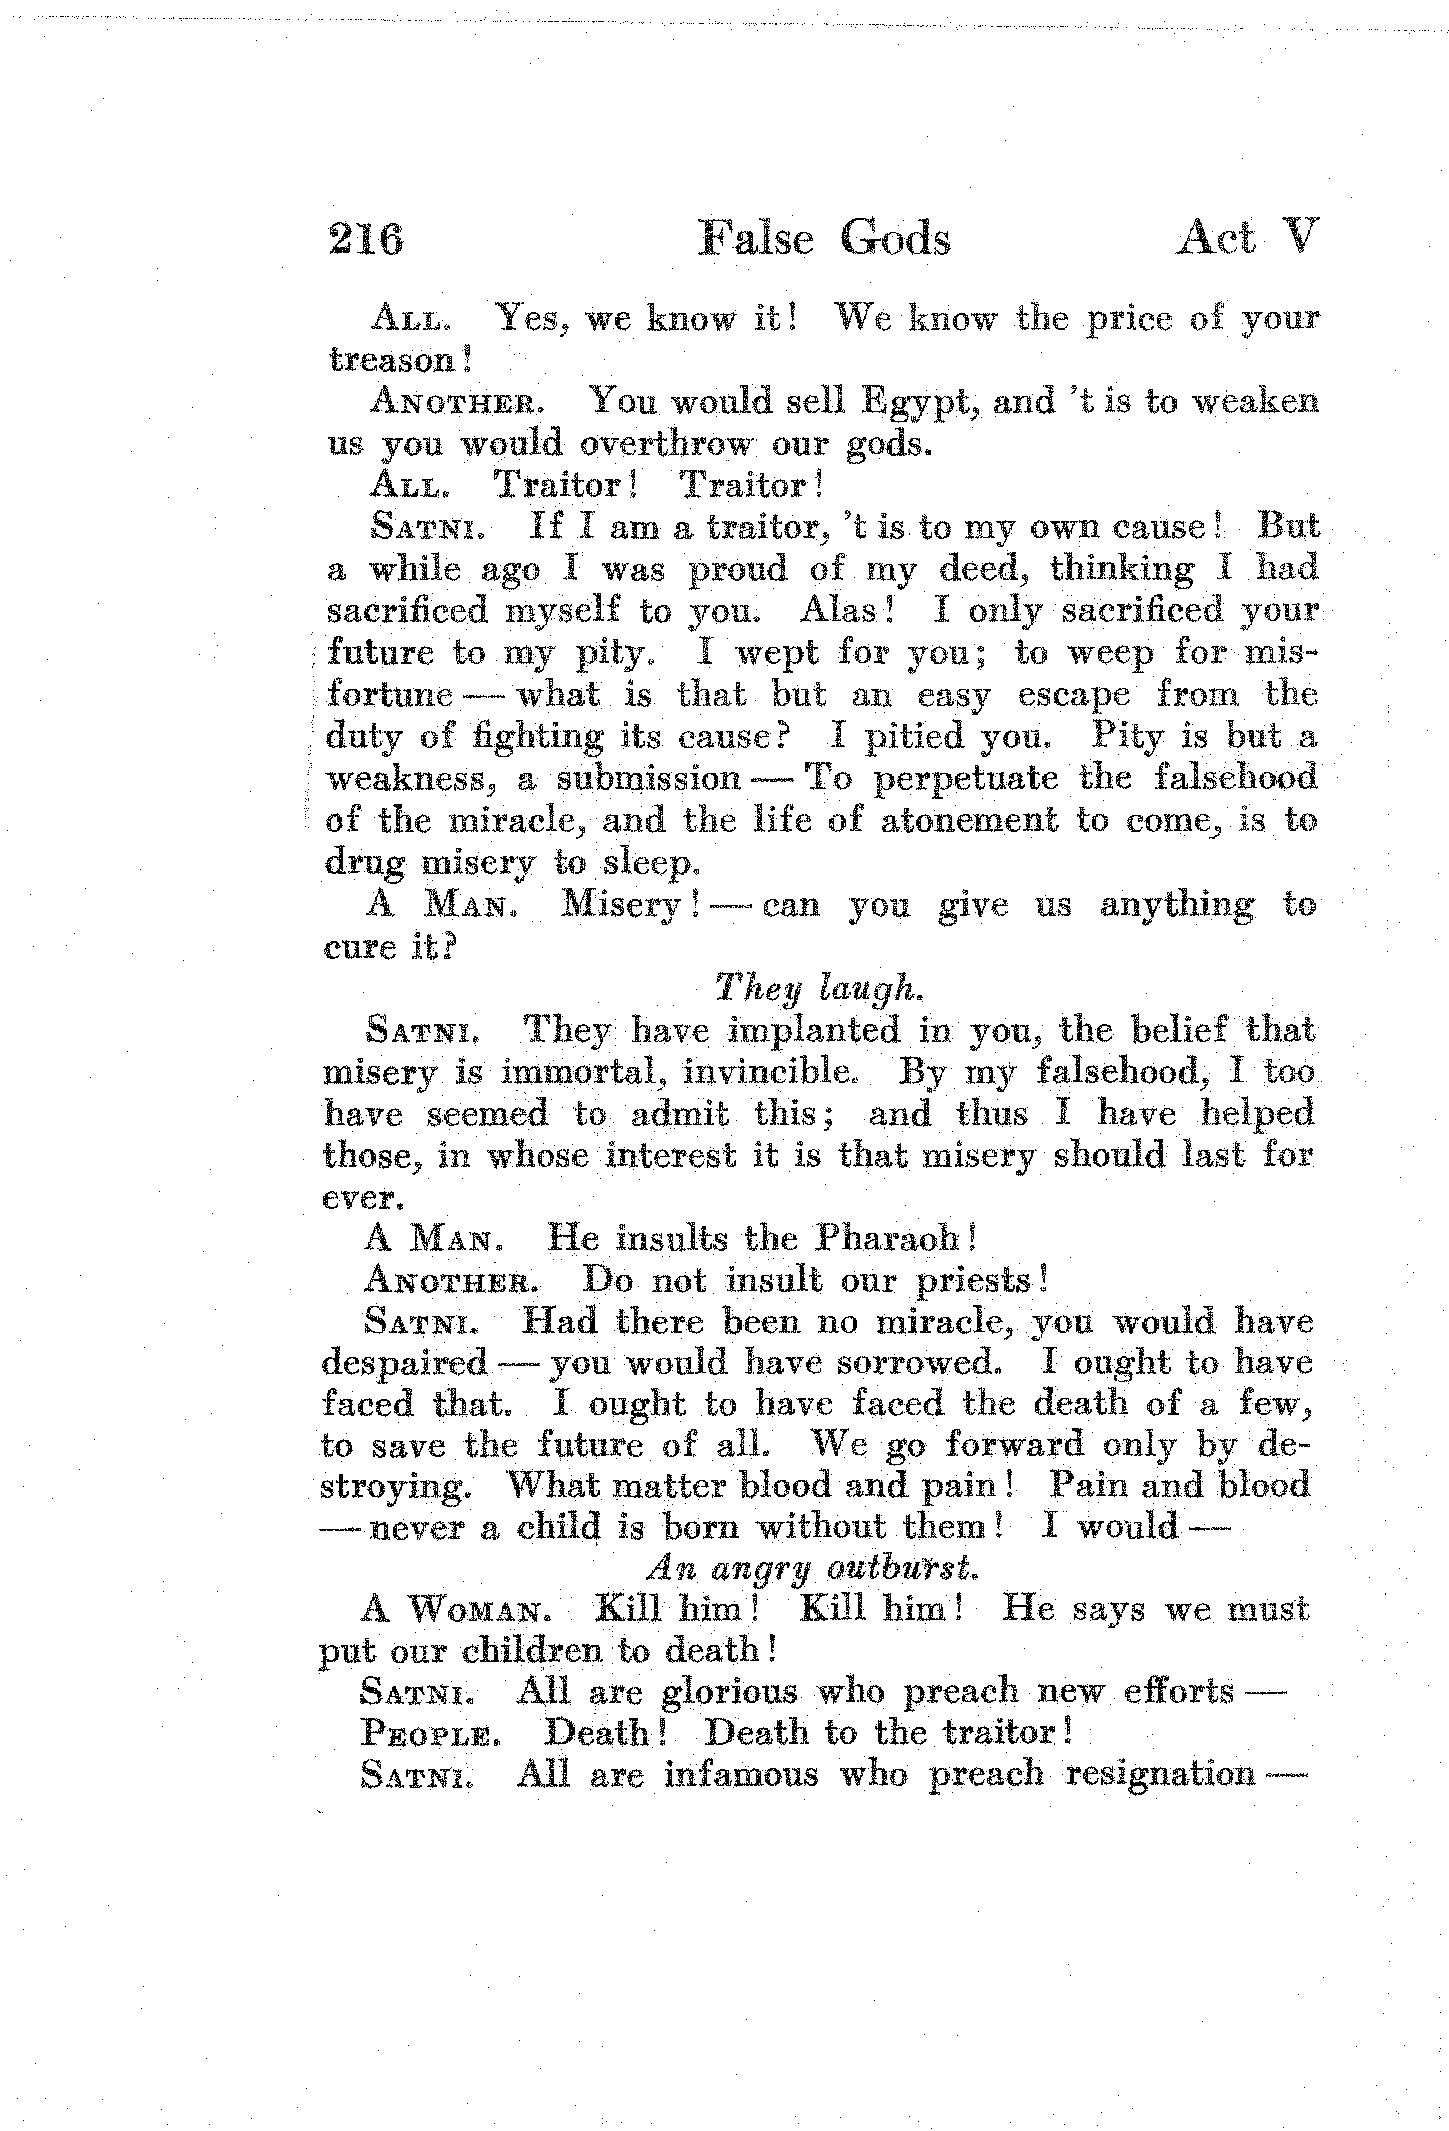 216 False Gods Act V
ALL. Yes, we know it! We know the price of your
treason!
ANOTHER. You would sell Egypt, and 't is to weaken
us you would overthrow our gods.
ALL. Traitor! Traitor!
SATNI. If I am a traitor, 't is to my own cause! But
a while ago I was proud of my deed, thinking I had
sacrificed myself to you. Alas! I only sacrificed your
future to my pity. I wept for you; to weep for mis-
fortune — what is that but an easy escape from the
duty of fighting its cause? I pitied you. Pity is but a
weakness, a submission — To perpetuate the falsehood
of the miracle, and the life of atonement to come, is to
drug misery to sleep.
A MAN. Misery! — can you give us anything to
cure it?
They laugh.
SATNI. They have implanted in you, the belief that
misery is immortal, invincible. By my falsehood, I too
have seemed to admit this; and thus I have helped
those, in whose interest it is that misery should last for
ever.
A MAN. He insults the Pharaoh!
ANOTHER. Do not insult our priests!
SATNI. Had there been no miracle, you would have
despaired — you would have sorrowed. I ought to have
faced that. I ought to have faced the death of a few,
to save the future of all. We go forward only by de-
stroying. What matter blood and pain! Pain and blood
— never a child is born without them! I would —
An angry outburst.
A WOMAN. Kill him! Kill him! He says we must
put our children to death!
SATNI. All are glorious who preach new efforts —
PEOPLE. Death! Death to the traitor!
SATNI. All are infamous who preach resignation —